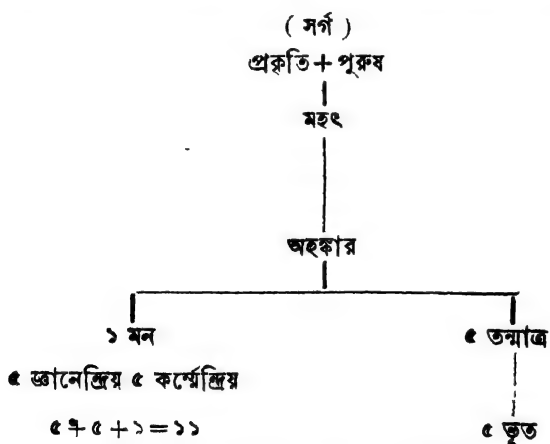 ( সর্গ )
প্রকৃতি + পুরুষ
মহৎ
অহঙ্কার
১ মন ৫ তন্মাত্র
৫ জ্ঞানেন্দ্রিয় ৫ কর্ম্মেন্দ্রিয়
৫ + ৫ + ১ = ১১ ৫ ভূত